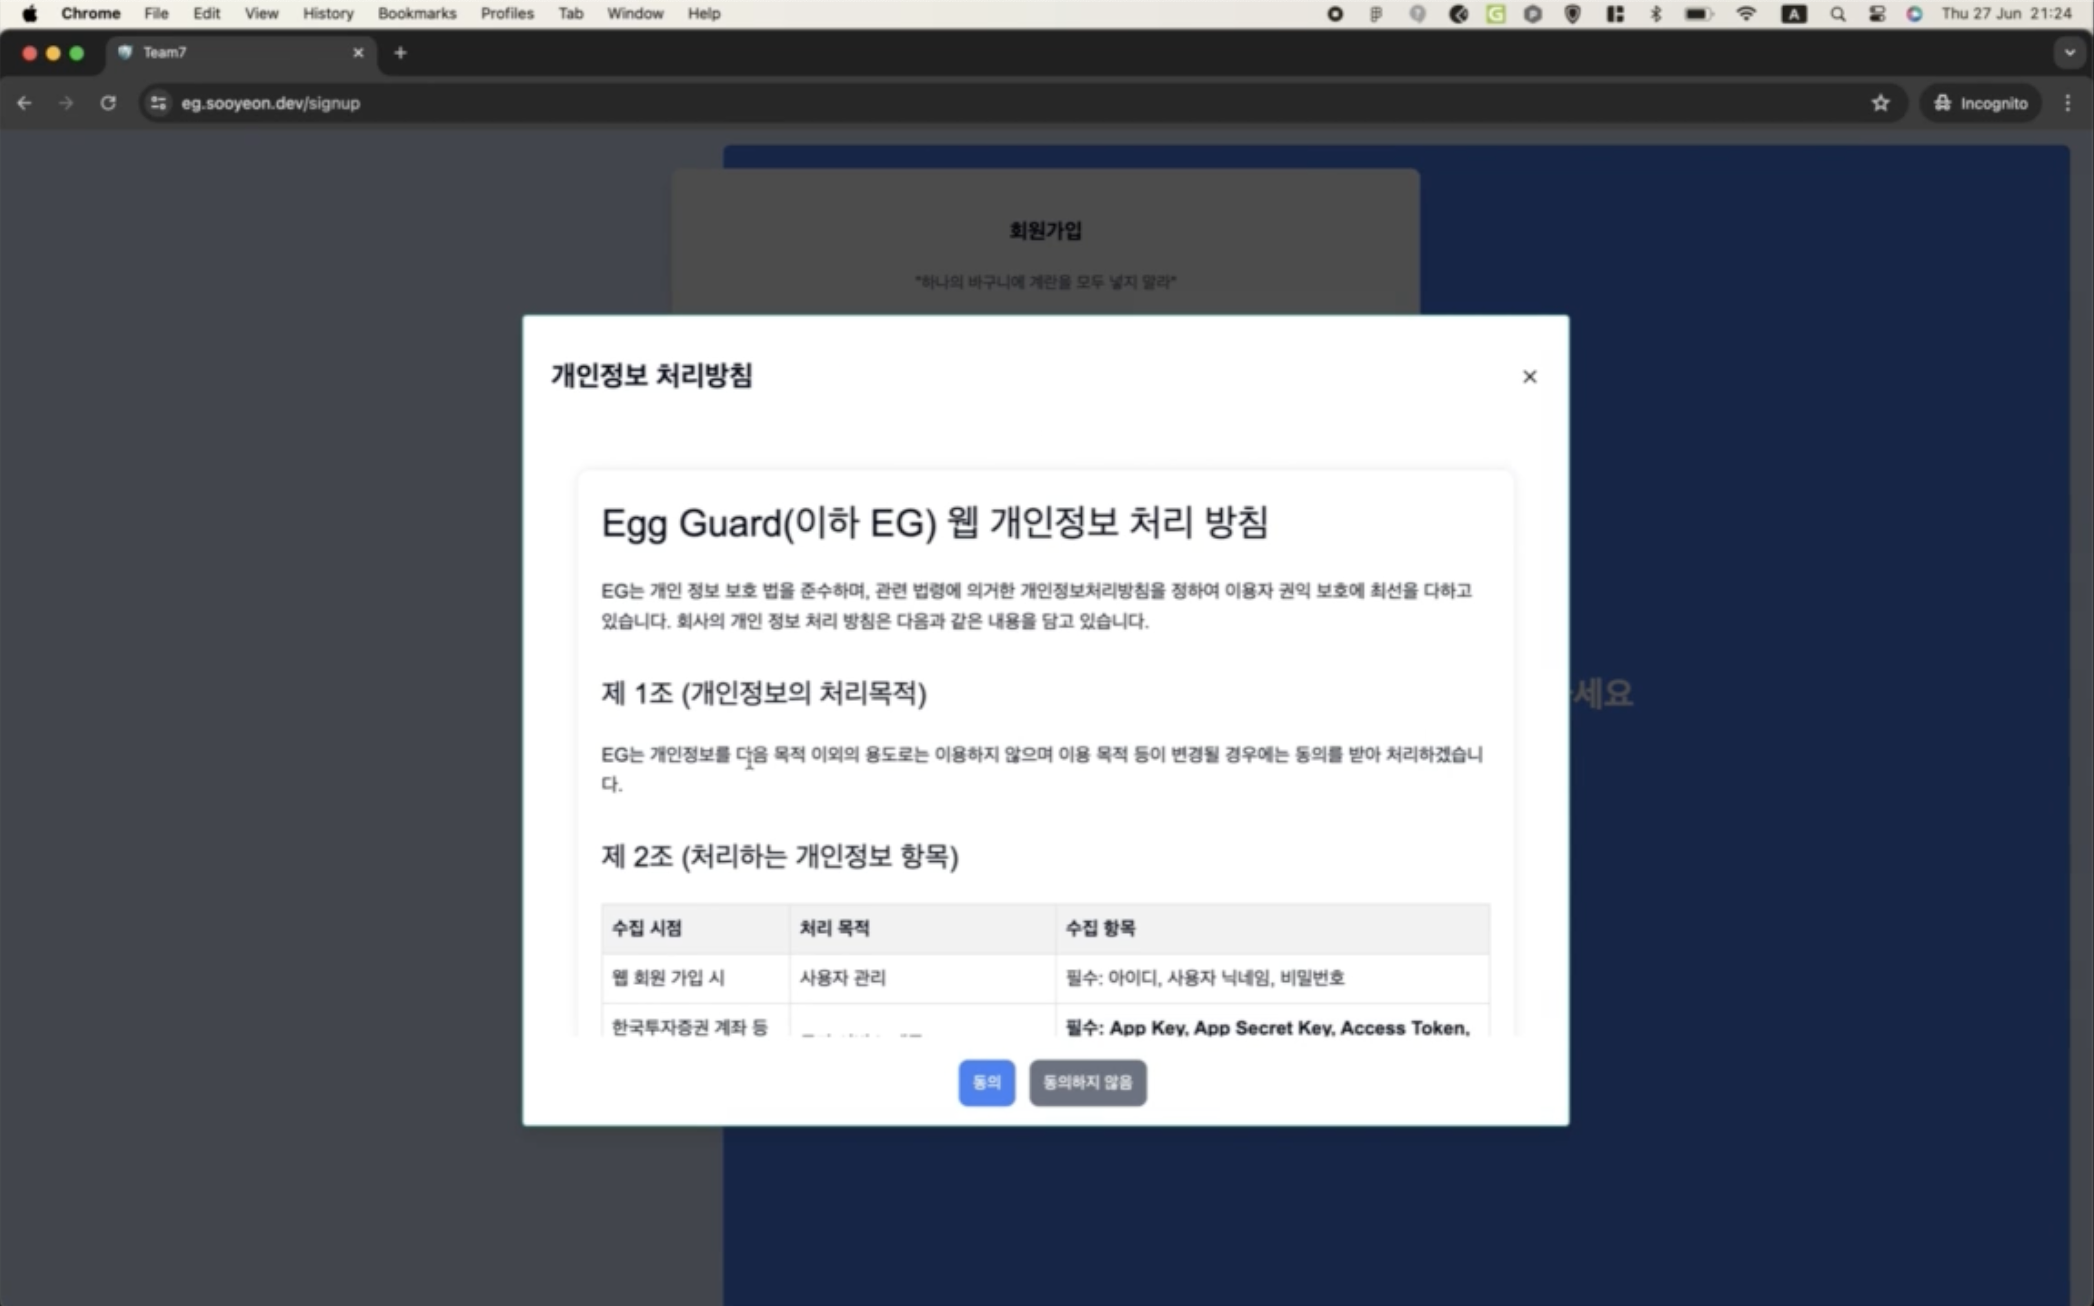 Chrome File Edit View History Bookmarks Profiles Tab Window Help
A Thu 27 Jun 21:24
Team7
eg.sooyeon.dev/signup
Incognito
회원가입
"하나의 바구니에 계란을 모두 넣지 말라"
개인정보 처리방침
Egg Guard(이하 EG) 웹 개인정보 처리 방침
EG는 개인 정보 보호 법을 준수하며, 관련 법령에 의거한 개인정보처리방침을 정하여 이용자 권익 보호에 최선을 다하고
있습니다. 회사의 개인 정보 처리 방침은 다음과 같은 내용을 담고 있습니다.
제 1조 (개인정보의 처리목적)
세요
EG는 개인정보를 다음 목적 이외의 용도로는 이용하지 않으며 이용 목적 등이 변경될 경우에는 동의를 받아 처리하겠습니
다.
제 2조 (처리하는 개인정보 항목)
수집 시점 처리 목적 수집 항목
웹 회원 가입 시 사용자 관리 필수: 아이디, 사용자 닉네임, 비밀번호
한국투자증권 계좌 등 필수: App Key, App Secret Key, Access Token,
동의 동의하지 않음